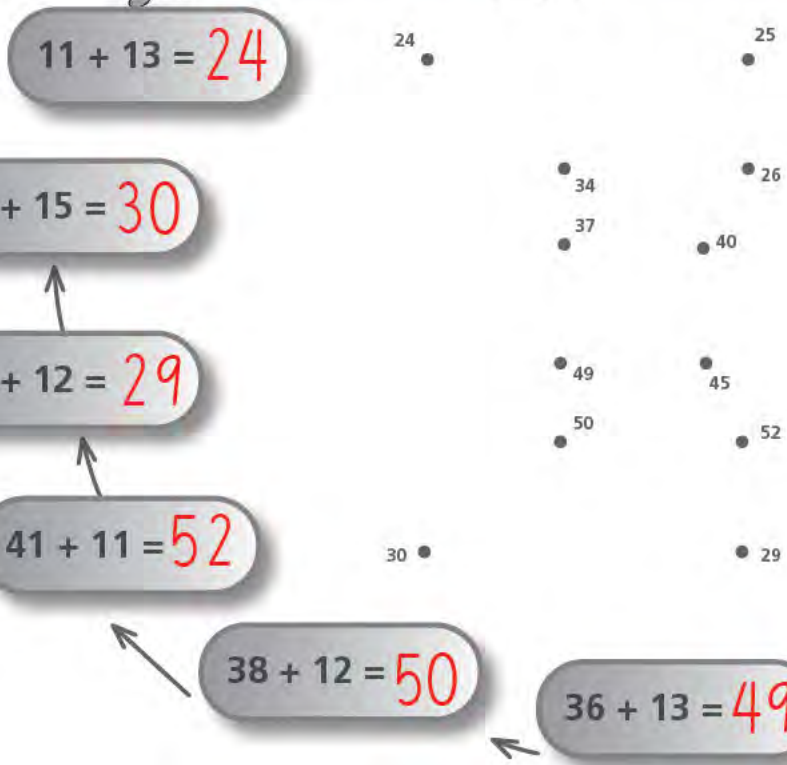 11 + 13 = 24
24
25
34
26
37
40
+ 15 = 30
49
45
+ 12 = 29
50
52
41 + 11 = 52
30
29
38 + 12 = 50
36 + 13 = 49